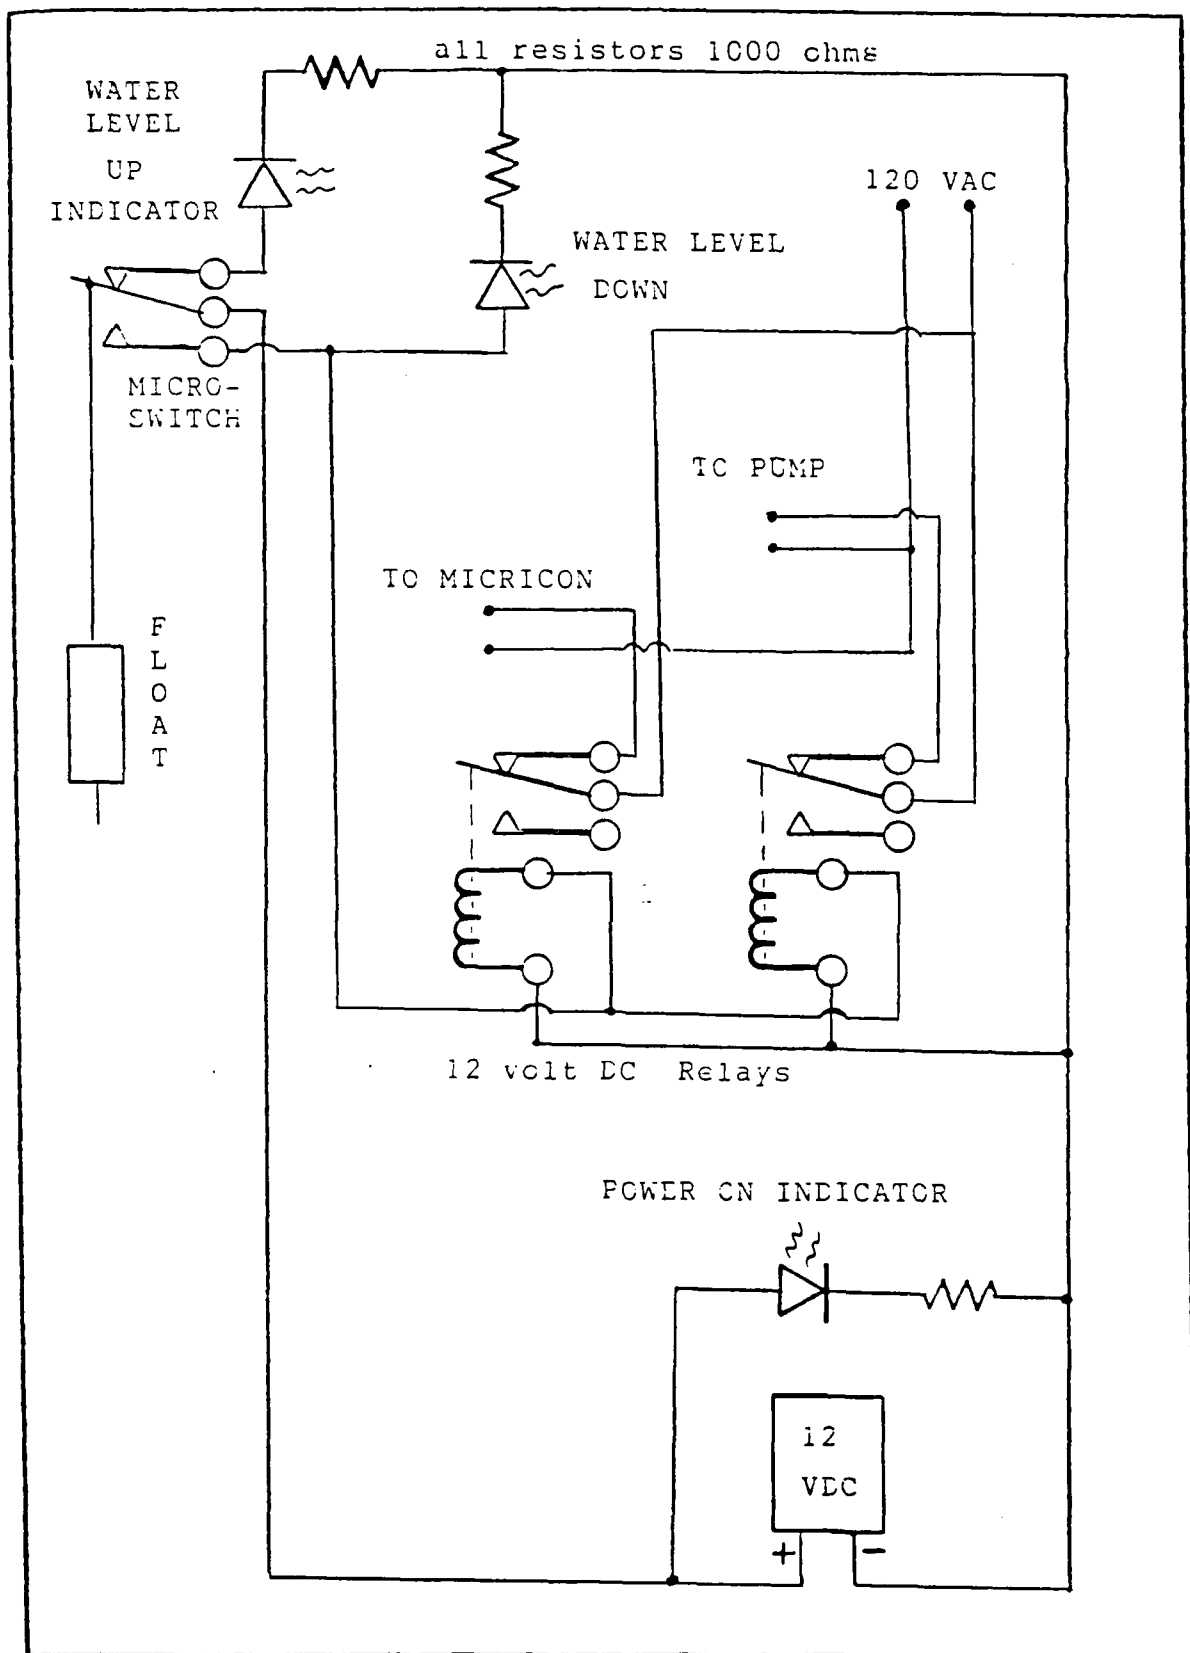 all resistors 1000 ohms
WATER
LEVEL
UP
INDICATOR
120 VAC
WATER LEVEL
DOWN
MICRO-
SWITCH
TO PUMP
TO MICRICON
F
L
O
A
T
12 volt DC Relays
POWER ON INDICATOR
12
VDC
+ -